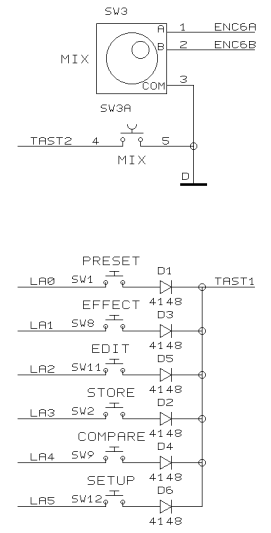 SW3
A 1 ENC6A
B 2 ENC6B
MIX
3
COM
SW3A
TAST2 4 5
MIX
D
PRESET
D1
LA0 SW1 TAST1
4148
EFFECT
D3
LA1 SW8
4148
EDIT
D5
LA2 SW11
4148
STORE
D2
LA3 SW2
4148
COMPARE
D4
LA4 SW9
4148
SETUP
D6
LA5 SW12
4148